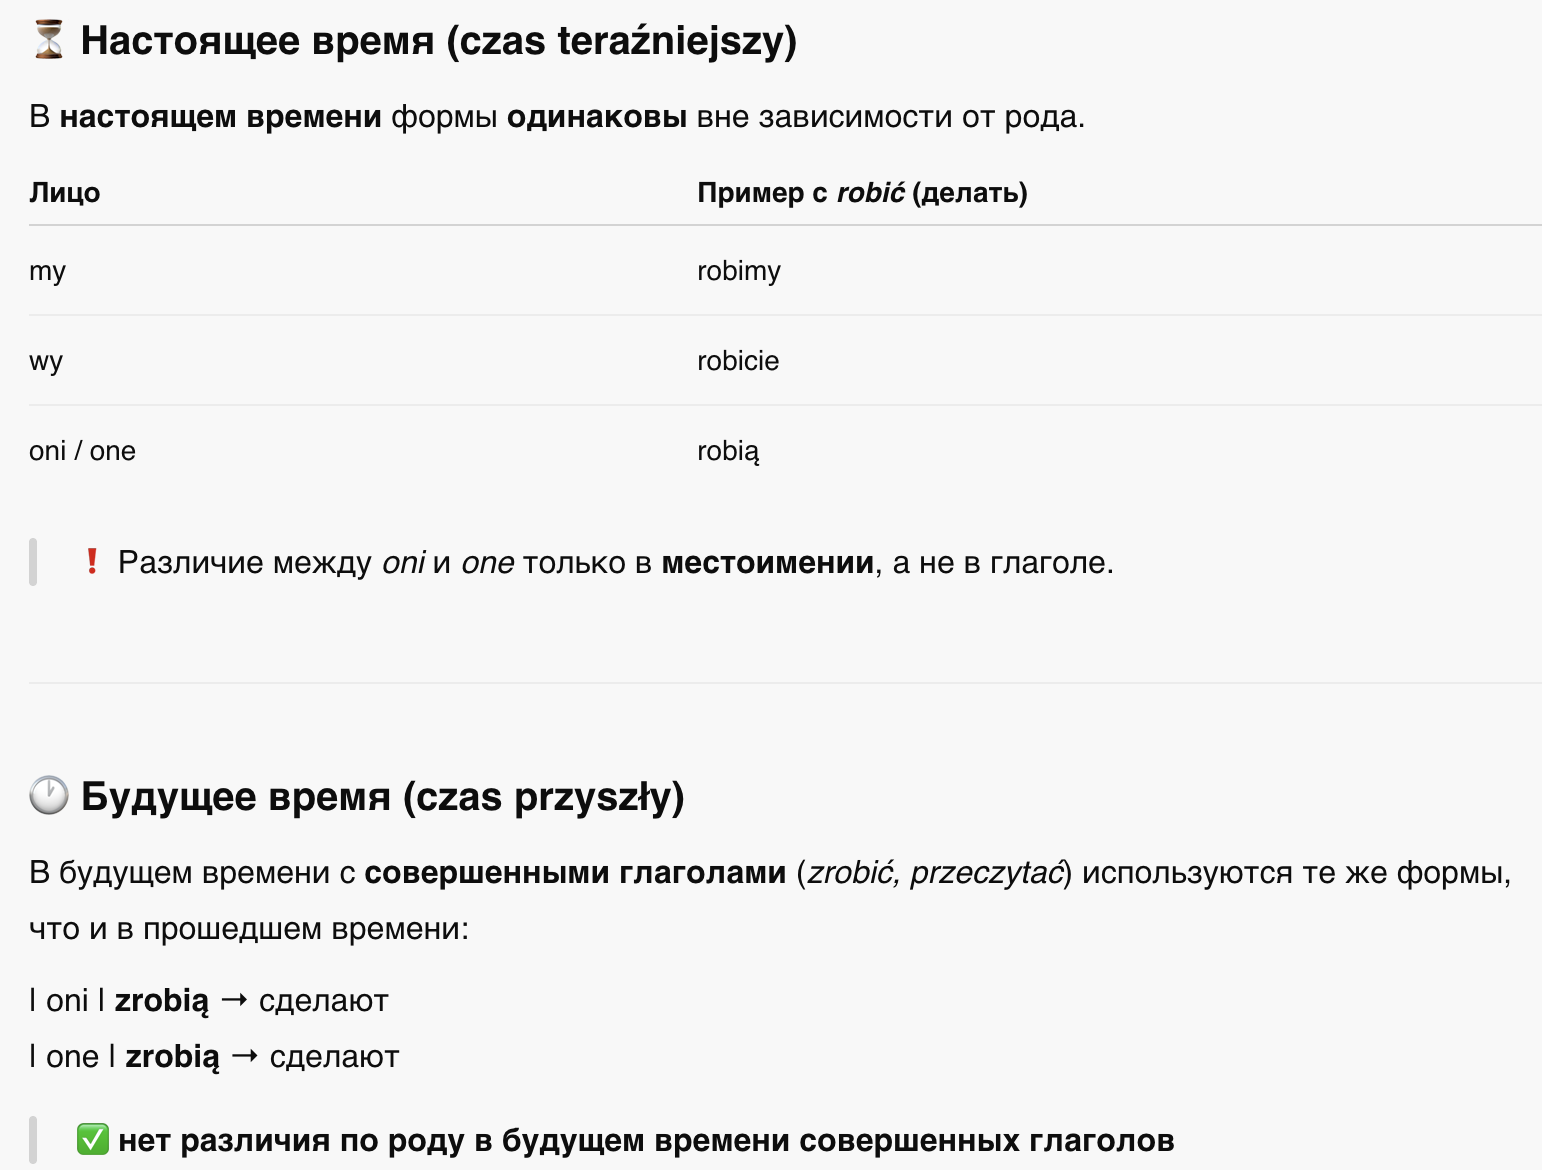 ⏳ Настоящее время (czas teraźniejszy)
В настоящем времени формы одинаковы вне зависимости от рода.
Лицо Пример с robić (делать)
my robimy
wy robicie
oni / one robią
❗ Различие между oni и one только в местоимении, а не в глаголе.
🕐 Будущее время (czas przyszły)
В будущем времени с совершенными глаголами (zrobić, przeczytać) используются те же формы,
что и в прошедшем времени:
| oni | zrobią → сделают
| one | zrobią → сделают
✅ нет различия по роду в будущем времени совершенных глаголов